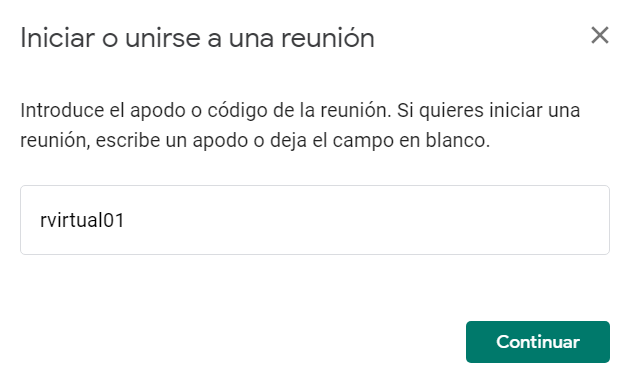 Iniciar o unirse a una reunión
Introduce el apodo o código de la reunión. Si quieres iniciar una
reunión, escribe un apodo o deja el campo en blanco.
rvirtual01
Continuar